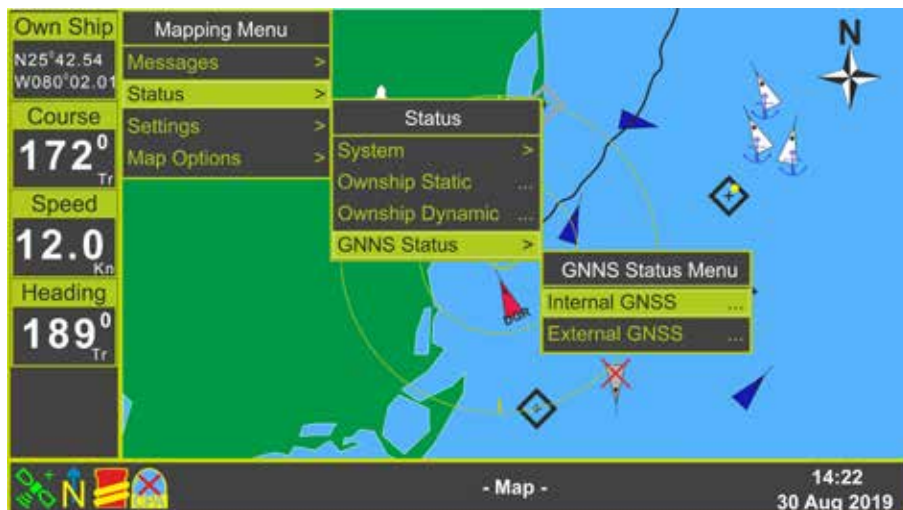 Own Ship
N25°42.54
W080°02.01
Course
172°
Tr
Speed
12.0
Kn
Heading
189°
Tr
Mapping Menu
Messages >
Status >
Settings >
Map Options >
Status
System >
Ownship Static ...
Ownship Dynamic ...
GNNS Status >
GNNS Status Menu
Internal GNSS ...
External GNSS ...
N
DGR
N
CPA
- Map -
14:22
30 Aug 2019